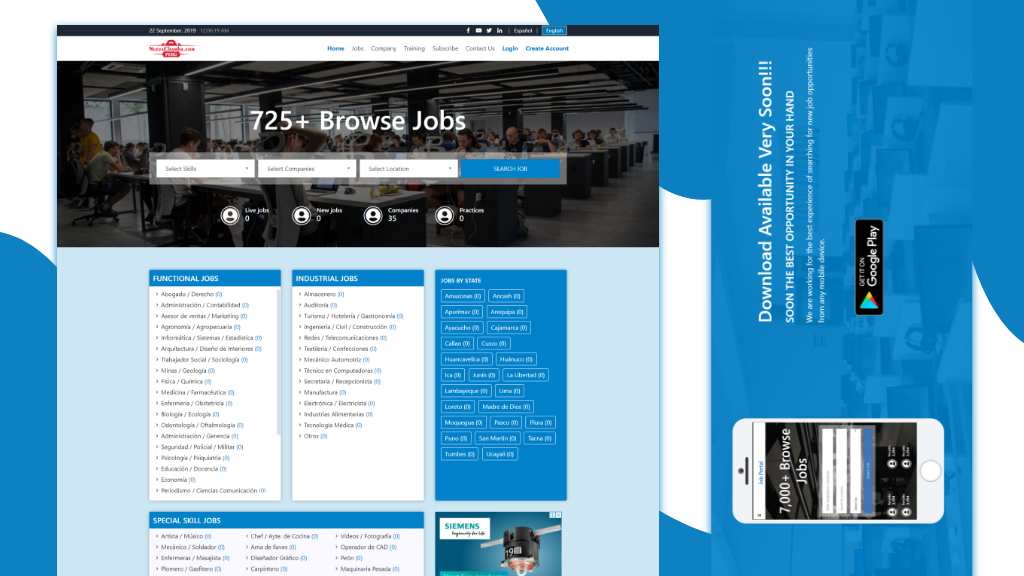 22 September, 2019 12:06:15 AM
Español | English
NuevaChamba.com
Home Jobs Company Training Subscribe Contact Us Login Create Account
725+ Browse Jobs
Select Skills Select Companies Select Location SEARCH JOB
Live jobs
0
New jobs
0
Companies
35
Practices
0
FUNCTIONAL JOBS
Abogado / Derecho (0)
Administración / Contabilidad (0)
Asesor de ventas / Marketing (0)
Agronomía / Agropecuaria (0)
Informática / Sistemas / Estadística (0)
Arquitectura / Diseño de Interiores (0)
Trabajador Social / Sociología (0)
Minas / Geología (0)
Física / Química (0)
Medicina / Farmacéutica (0)
Enfermería / Obstetricia (0)
Biología / Ecología (0)
Odontología / Oftalmología (0)
Administración / Gerencia (0)
Seguridad / Policial / Militar (0)
Psicología / Psiquiatría (0)
Educación / Docencia (0)
Economía (0)
Periodismo / Ciencias Comunicación (0)
INDUSTRIAL JOBS
Almacenero (0)
Auditoría (0)
Turismo / Hotelería / Gastronomía (0)
Ingeniería / Civil / Construcción (0)
Redes / Telecomunicaciones (0)
Textilería / Confecciones (0)
Mecánico Automotriz (0)
Técnico en Computadoras (0)
Secretaria / Recepcionista (0)
Manufactura (0)
Electrónica / Electricista (0)
Industrias Alimentarias (0)
Tecnología Médica (0)
Otros (0)
JOBS BY STATE
Amazonas (0) Ancash (0)
Apurímac (0) Arequipa (0)
Ayacucho (0) Cajamarca (0)
Callao (0) Cusco (0)
Huancavelica (0) Huánuco (0)
Ica (0) Junín (0) La Libertad (0)
Lambayeque (0) Lima (0)
Loreto (0) Madre de Dios (0)
Moquegua (0) Pasco (0) Piura (0)
Puno (0) San Martín (0) Tacna (0)
Tumbes (0) Ucayali (0)
SPECIAL SKILL JOBS
Artista / Músico (0)
Mecánico / Soldador (0)
Enfermeras / Masajista (0)
Plomero / Gasfitero (0)
Chef / Ayte. de Cocina (0)
Ama de llaves (0)
Diseñador Gráfico (0)
Carpintero (0)
Videos / Fotografía (0)
Operador de CAD (0)
Peón (0)
Maquinaria Pesada (0)
SIEMENS
Ingenuity for life
19
Download Available Very Soon!!!
SOON THE BEST OPPORTUNITY IN YOUR HAND
We are working for the best experience of searching for new job opportunities
from any mobile device.
GET IT ON
Google Play
Job Portal
7,000+ Browse
Jobs